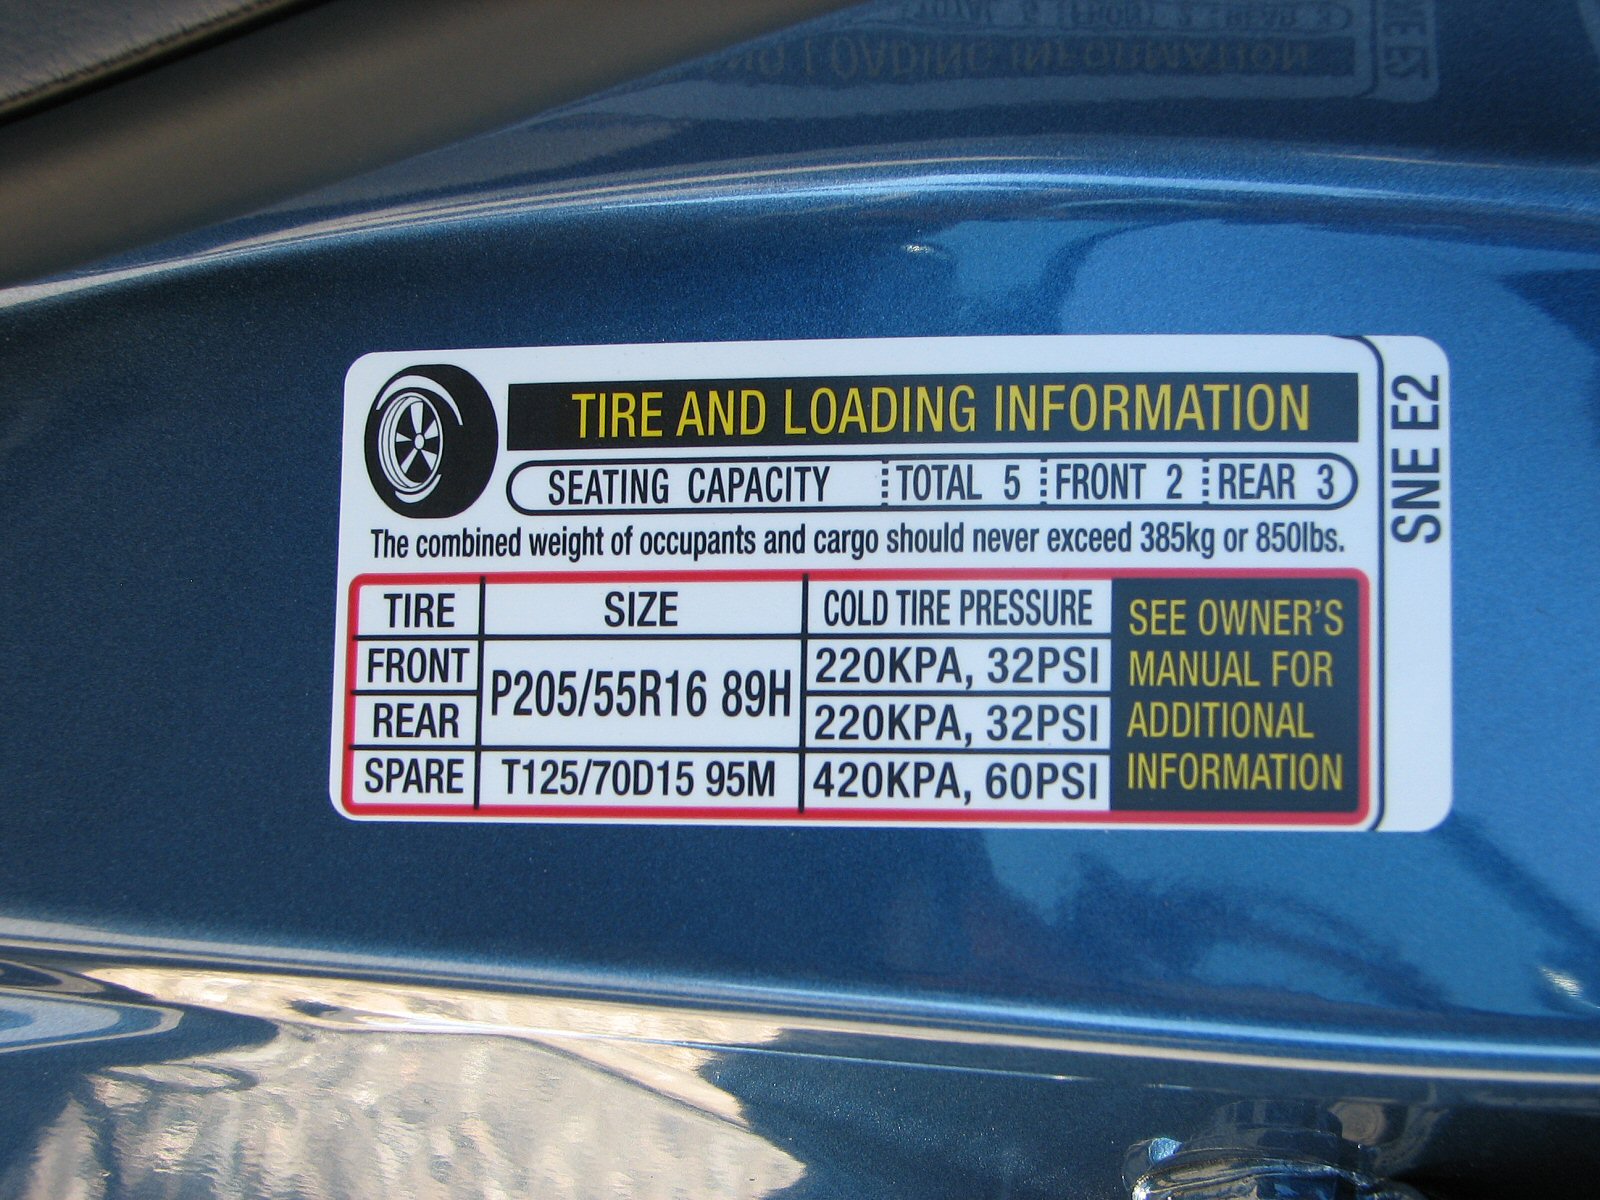 TIRE AND LOADING INFORMATION
SEATING CAPACITY TOTAL 5 FRONT 2 REAR 3
The combined weight of occupants and cargo should never exceed 385kg or 850lbs.
TIRE SIZE COLD TIRE PRESSURE
FRONT P205/55R16 89H 220KPA, 32PSI
REAR 220KPA, 32PSI
SPARE T125/70D15 95M 420KPA, 60PSI
SEE OWNER'S
MANUAL FOR
ADDITIONAL
INFORMATION
SNE E2